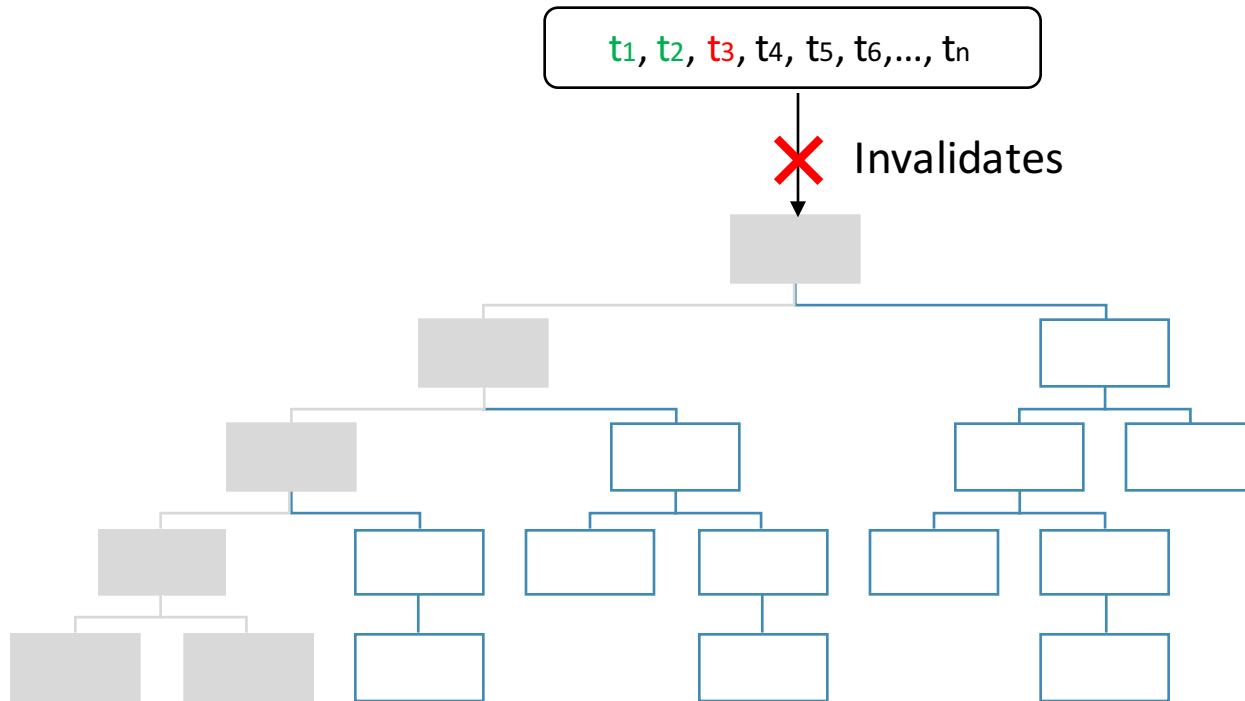 t1, t2, t3, t4, t5, t6,..., tn
Invalidates